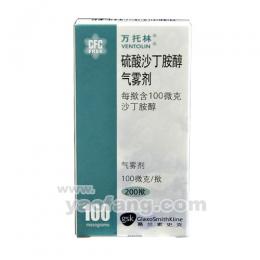 CFC
FREE
万托林
VENTOLIN
硫酸沙丁胺醇
气雾剂
每揿含100微克
沙丁胺醇
气雾剂
100微克/揿
200揿
www.yaofang.com
100
micrograms
gsk GlaxoSmithKline
葛兰素史克